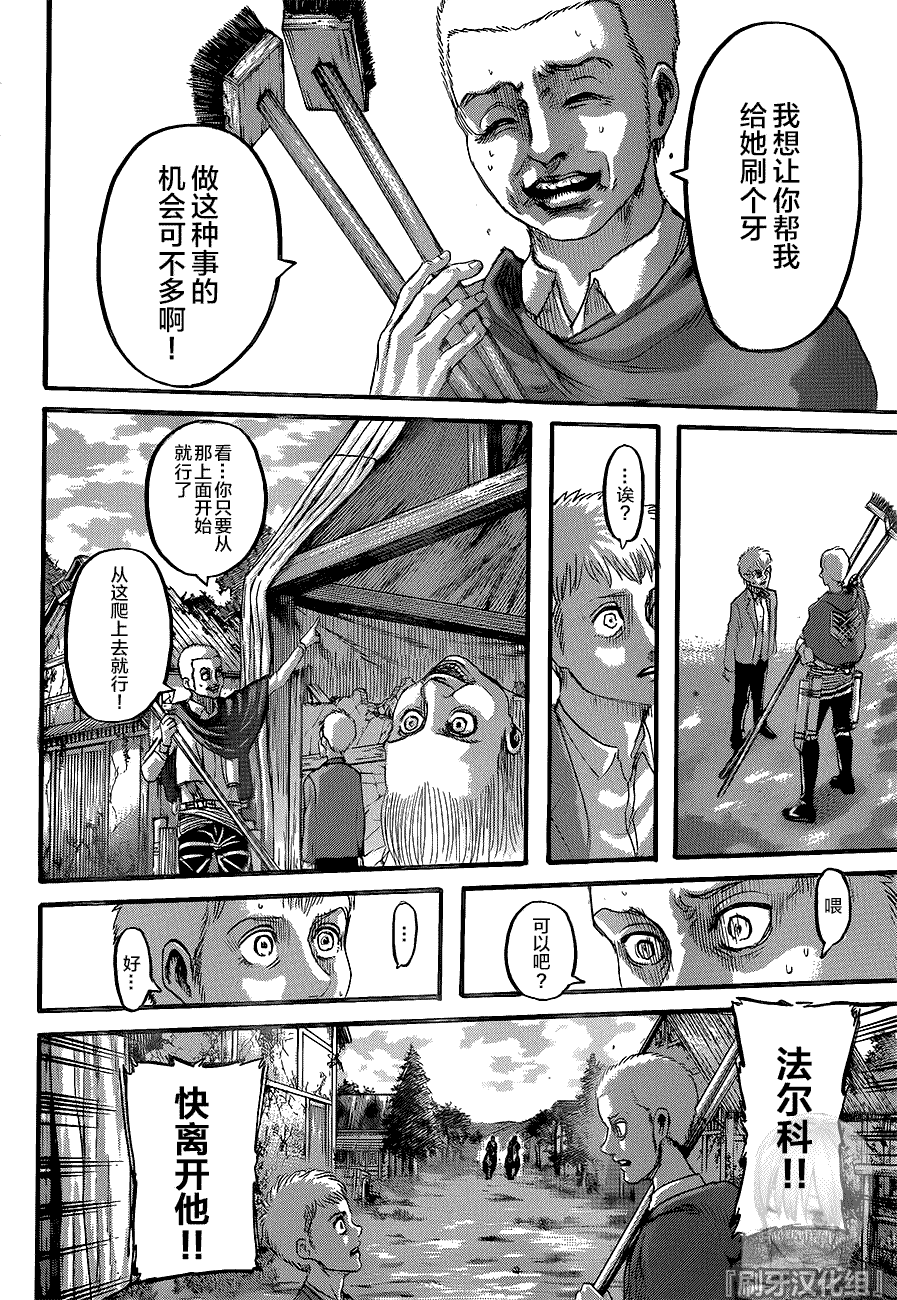 我想让你帮我
给她刷个牙
做这种事的
机会可不多啊！
…诶？
看…你只要从
那上面开始
就行了
从这爬上去就行！
喂
可以吧？
…
好…
法尔科!!
快离开他!!
『刷牙汉化组』